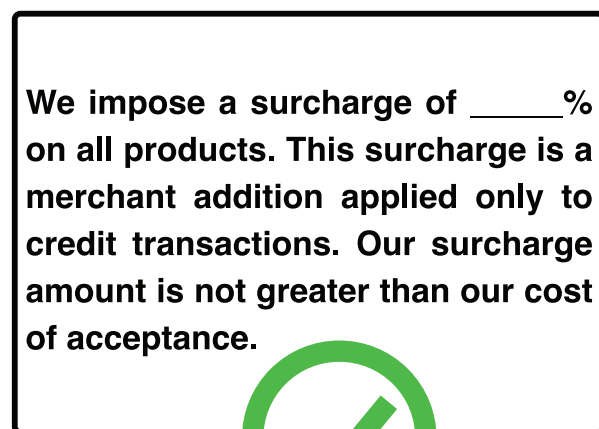 We impose a surcharge of _____%
on all products. This surcharge is a
merchant addition applied only to
credit transactions. Our surcharge
amount is not greater than our cost
of acceptance.